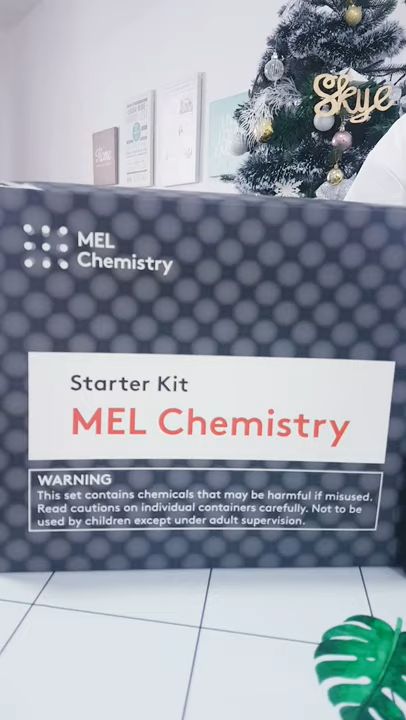 Skye
MEL
Chemistry
Starter Kit
MEL Chemistry
WARNING
This set contains chemicals that may be harmful if misused.
Read cautions on individual containers carefully. Not to be
used by children except under adult supervision.